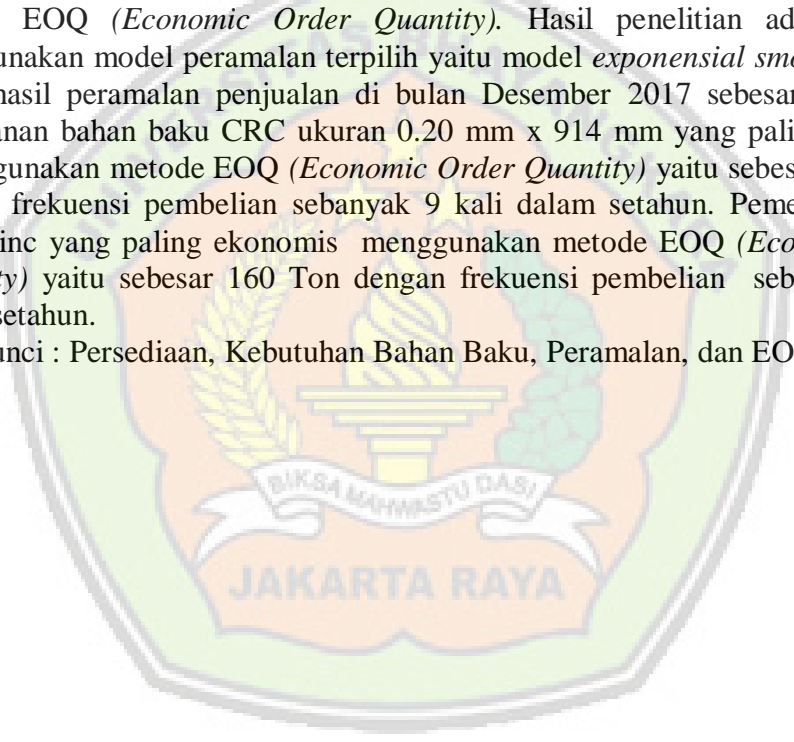 EOQ (Economic Order Quantity). Hasil penelitian ad
unakan model peramalan terpilih yaitu model exponensial sm
hasil peramalan penjualan di bulan Desember 2017 sebesar
anan bahan baku CRC ukuran 0.20 mm x 914 mm yang pali
gunakan metode EOQ (Economic Order Quantity) yaitu sebes
frekuensi pembelian sebanyak 9 kali dalam setahun. Peme
inc yang paling ekonomis menggunakan metode EOQ (Eco
ty) yaitu sebesar 160 Ton dengan frekuensi pembelian seb
setahun.
unci : Persediaan, Kebutuhan Bahan Baku, Peramalan, dan EO
BIKSA MAHWASTU DASI
JAKARTA RAYA